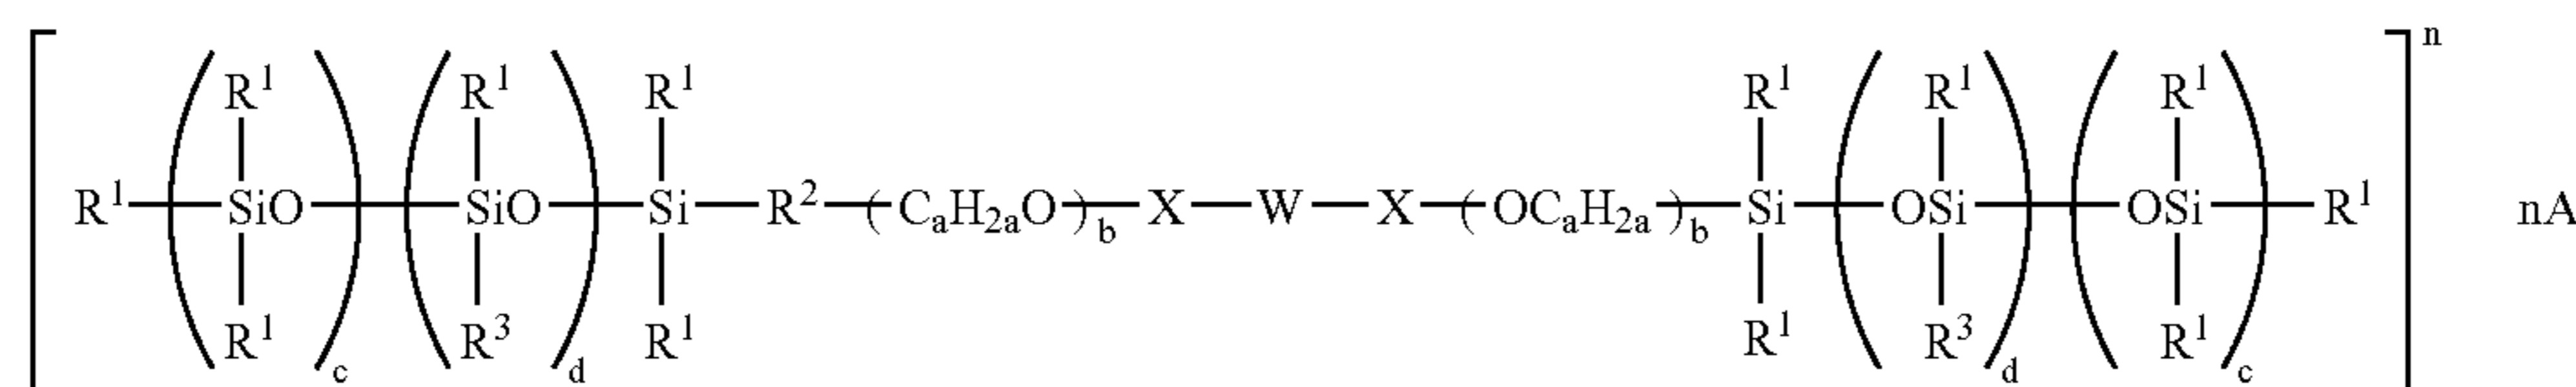 n
R¹ R¹ R¹ R¹ R¹ R¹
R¹—(SiO)—(SiO)—Si—R²—(CₐH₂ₐO)b—X—W—X—(OCₐH₂ₐ)b—Si—(OSi)—(OSi)—R¹ nA
R¹ R³ R¹ R¹ R³ R¹
c d d c